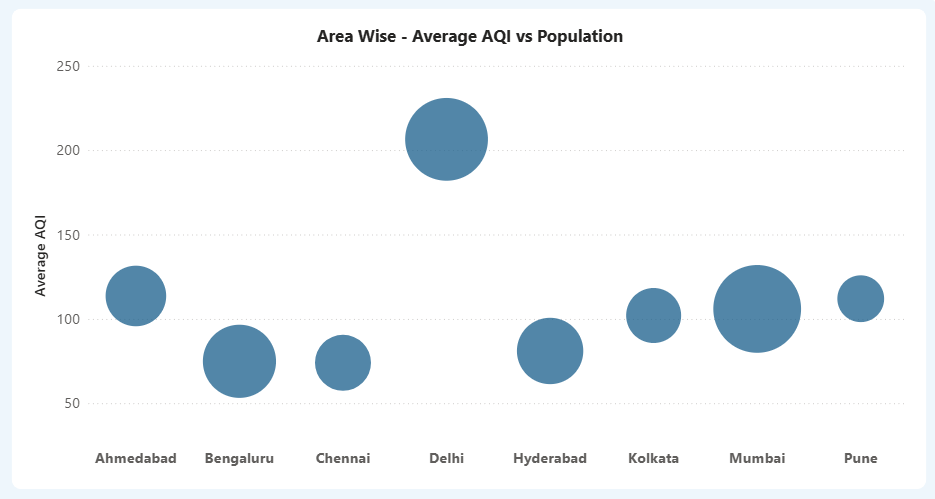 Area Wise - Average AQI vs Population
250
200
150
100
50
Average AQI
Ahmedabad Bengaluru Chennai Delhi Hyderabad Kolkata Mumbai Pune